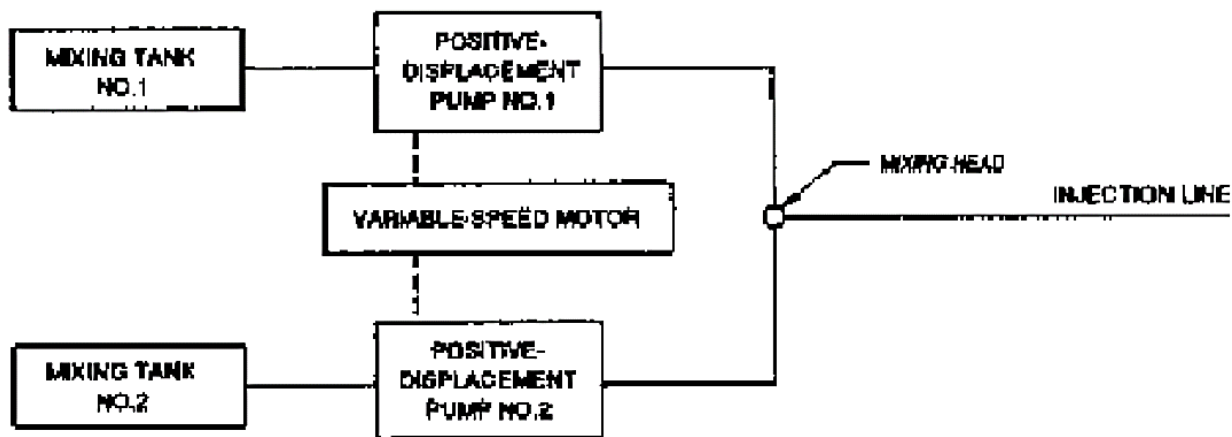 MIXING TANK
NO.1
POSITIVE-
DISPLACEMENT
PUMP NO.1
VARIABLE-SPEED MOTOR
MIXING HEAD
INJECTION LINE
MIXING TANK
NO.2
POSITIVE-
DISPLACEMENT
PUMP NO.2